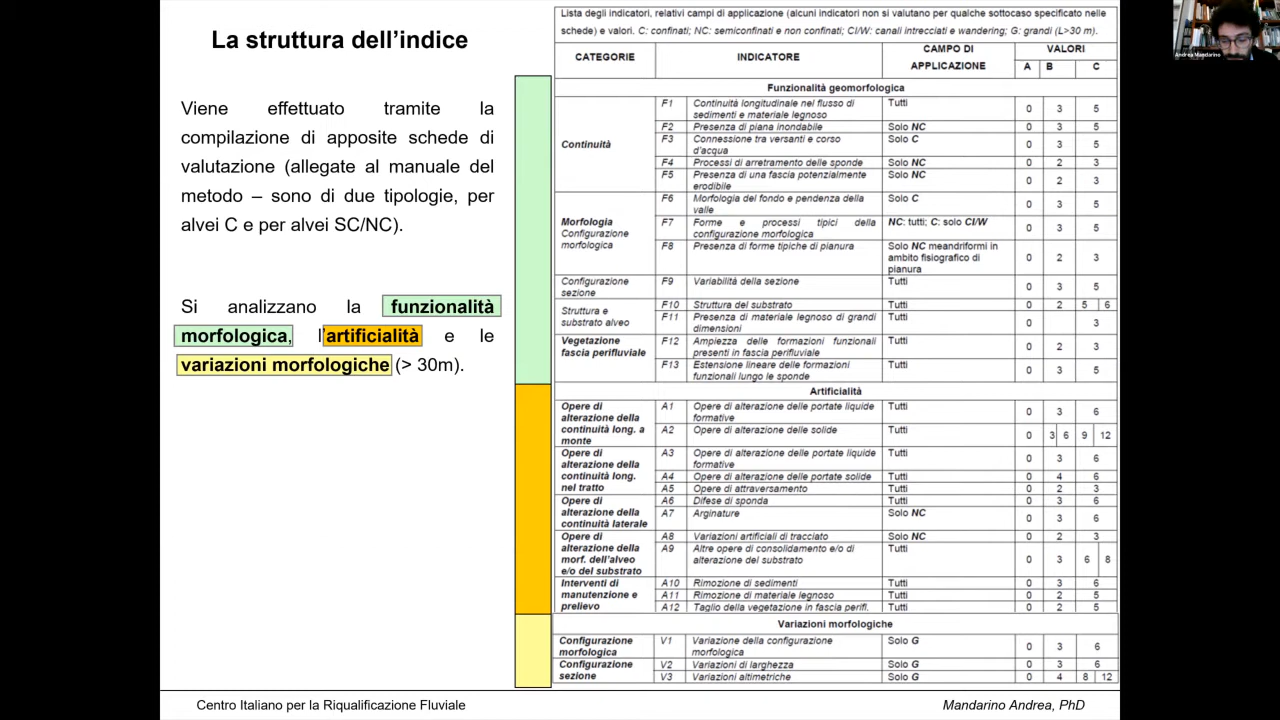 La struttura dell'indice
Viene effettuato tramite la
compilazione di apposite schede di
valutazione (allegate al manuale del
metodo – sono di due tipologie, per
alvei C e per alvei SC/NC).
Si analizzano la funzionalità
morfologica, l'artificialità e le
variazioni morfologiche (> 30m).
Lista degli indicatori, relativi campi di applicazione (alcuni indicatori non si valutano per qualche sottocaso specificato nelle
schede) e valori. C: confinati; NC: semiconfinati e non confinati; CI/W: canali intrecciati e wandering; G: grandi (L>30 m).
CATEGORIE INDICATORE CAMPO DI APPLICAZIONE VALORI
A B C
Funzionalità geomorfologica
Continuità
F1 Continuità longitudinale nel flusso di sedimenti e materiale legnoso Tutti 0 3 5
F2 Presenza di piana inondabile Solo NC 0 3 5
F3 Connessione tra versanti e corso d'acqua Solo C 0 3 5
F4 Processi di arretramento delle sponde Solo NC 0 2 3
F5 Presenza di una fascia potenzialmente erodibile Solo NC 0 2 3
Morfologia
Configurazione
morfologica
F6 Morfologia del fondo e pendenza della valle Solo C 0 3 5
F7 Forme e processi tipici della configurazione morfologica NC: tutti; C: solo CI/W 0 3 5
F8 Presenza di forme tipiche di pianura Solo NC meandriformi in ambito fisiografico di pianura 0 2 3
Configurazione
sezione
F9 Variabilità della sezione Tutti 0 3 5
Struttura e
substrato alveo
F10 Struttura del substrato Tutti 0 2 5 6
F11 Presenza di materiale legnoso di grandi dimensioni Tutti 0 3
Vegetazione
fascia perifluviale
F12 Ampiezza delle formazioni funzionali presenti in fascia perifluviale Tutti 0 2 3
F13 Estensione lineare delle formazioni funzionali lungo le sponde Tutti 0 3 5
Artificialità
Opere di
alterazione della
continuità long. a
monte
A1 Opere di alterazione delle portate liquide formative Tutti 0 3 6
A2 Opere di alterazione delle solide Tutti 0 3 6 9 12
Opere di
alterazione della
continuità long.
nel tratto
A3 Opere di alterazione delle portate liquide formative Tutti 0 3 6
A4 Opere di alterazione delle portate solide Tutti 0 4 6
A5 Opere di attraversamento Tutti 0 2 3
Opere di
alterazione della
continuità laterale
A6 Difese di sponda Tutti 0 3 6
A7 Arginature Solo NC 0 3 6
Opere di
alterazione della
morf. dell'alveo
e/o del substrato
A8 Variazioni artificiali di tracciato Solo NC 0 2 3
A9 Altre opere di consolidamento e/o di alterazione del substrato Tutti 0 3 6 8
Interventi di
manutenzione e
prelievo
A10 Rimozione di sedimenti Tutti 0 3 6
A11 Rimozione di materiale legnoso Tutti 0 2 5
A12 Taglio della vegetazione in fascia perifl. Tutti 0 2 5
Variazioni morfologiche
Configurazione
morfologica
V1 Variazione della configurazione morfologica Solo G 0 3 6
Configurazione
sezione
V2 Variazioni di larghezza Solo G 0 3 6
V3 Variazioni altimetriche Solo G 0 4 8 12
Centro Italiano per la Riqualificazione Fluviale
Mandarino Andrea, PhD
Andrea Mandarino